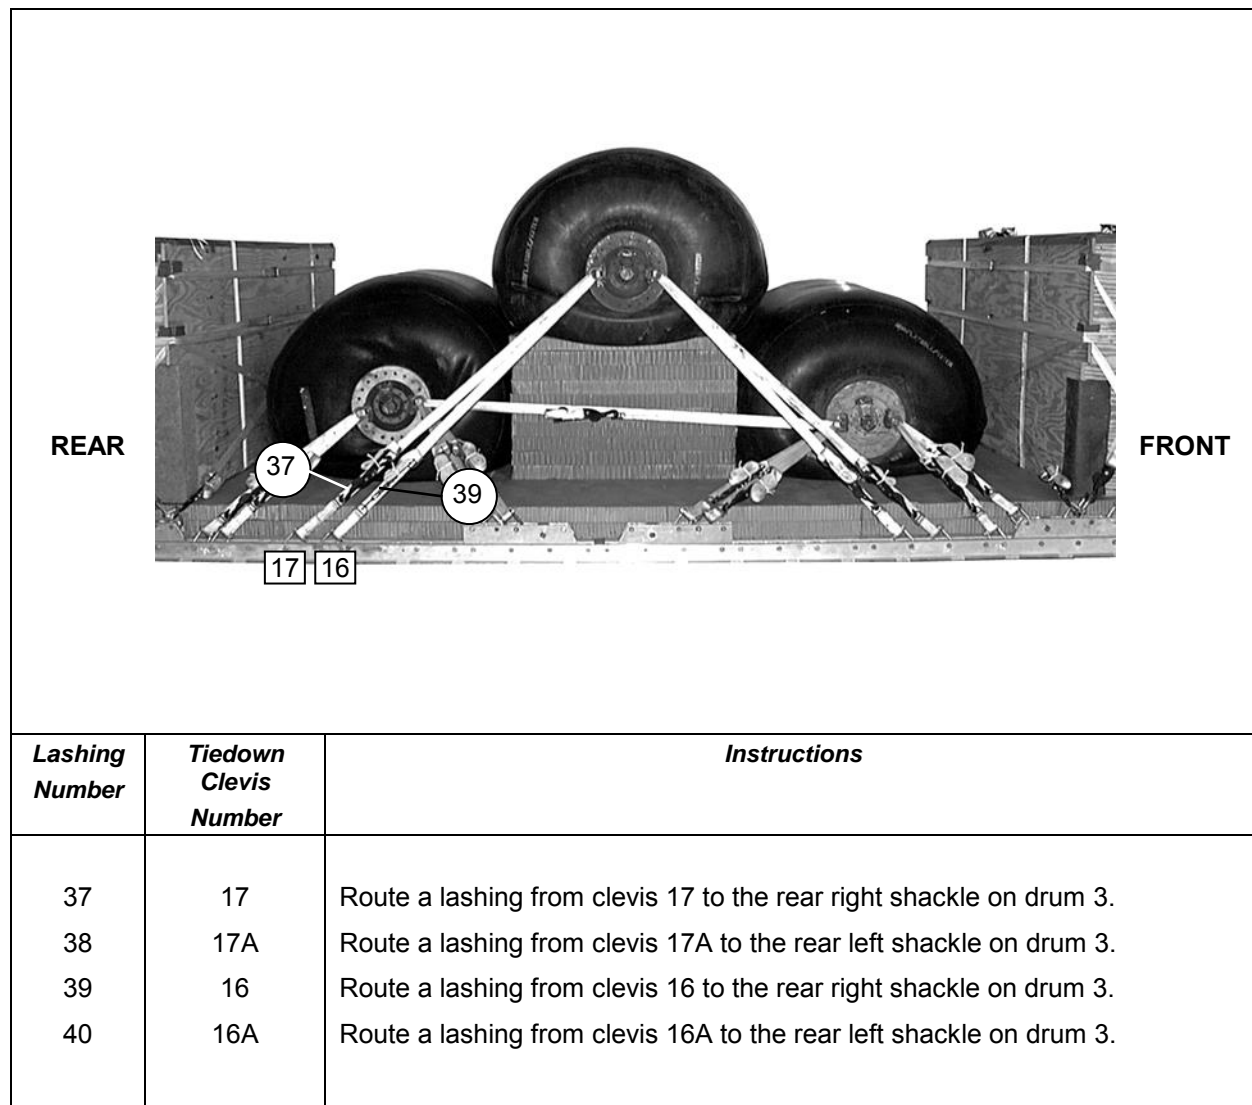 REAR
FRONT
37
39
17 16
Lashing Number
Tiedown Clevis Number
Instructions
37 17 Route a lashing from clevis 17 to the rear right shackle on drum 3.
38 17A Route a lashing from clevis 17A to the rear left shackle on drum 3.
39 16 Route a lashing from clevis 16 to the rear right shackle on drum 3.
40 16A Route a lashing from clevis 16A to the rear left shackle on drum 3.